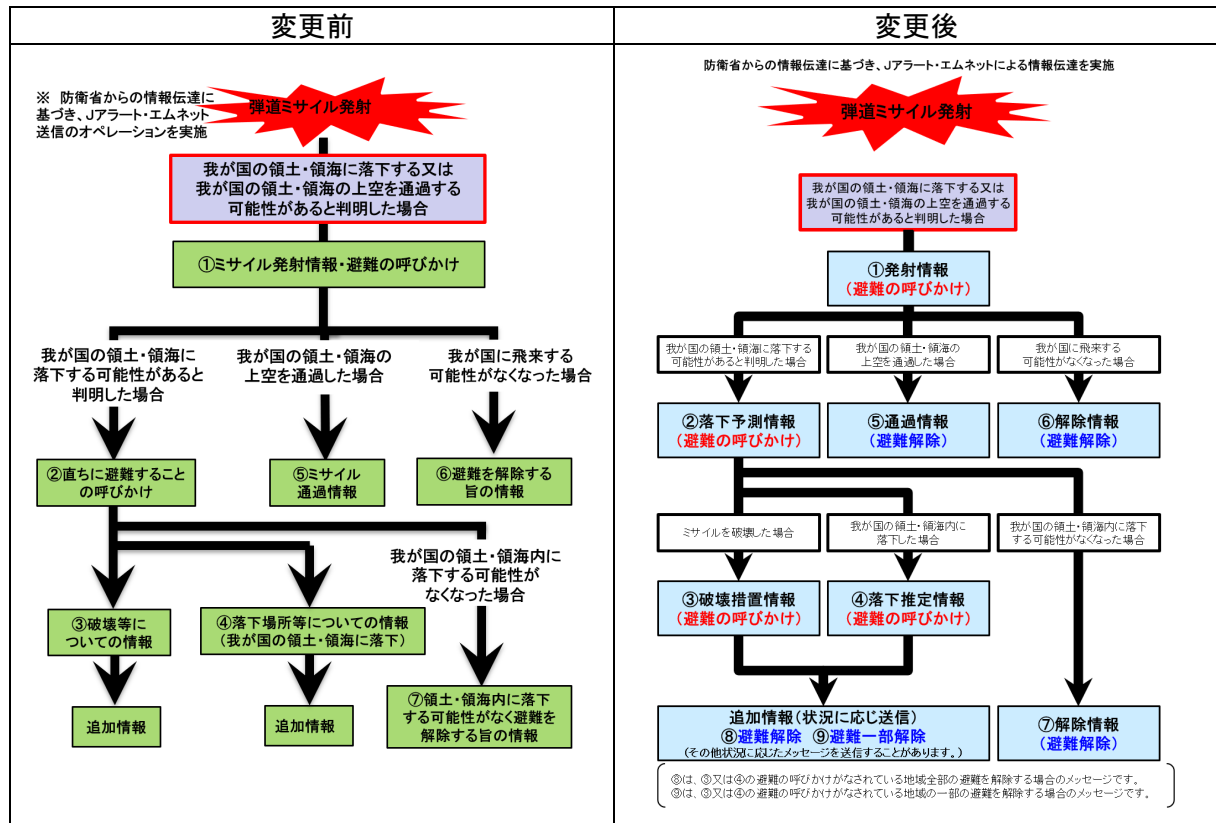 変更前
※ 防衛省からの情報伝達に
基づき、Jアラート・エムネット
送信のオペレーションを実施
弾道ミサイル発射
我が国の領土・領海に落下する又は
我が国の領土・領海の上空を通過する
可能性があると判明した場合
①ミサイル発射情報・避難の呼びかけ
我が国の領土・領海に
落下する可能性があると
判明した場合
我が国の領土・領海の
上空を通過した場合
我が国に飛来する
可能性がなくなった場合
②直ちに避難すること
の呼びかけ
⑤ミサイル
通過情報
⑥避難を解除する
旨の情報
我が国の領土・領海内に
落下する可能性が
なくなった場合
③破壊等に
ついての情報
④落下場所等についての情報
(我が国の領土・領海に落下)
追加情報
追加情報
⑦領土・領海内に落下
する可能性がなく避難を
解除する旨の情報
変更後
防衛省からの情報伝達に基づき、Jアラート・エムネットによる情報伝達を実施
弾道ミサイル発射
我が国の領土・領海に落下する又は
我が国の領土・領海の上空を通過する
可能性があると判明した場合
①発射情報
(避難の呼びかけ)
我が国の領土・領海に落下する
可能性があると判明した場合
我が国の領土・領海の
上空を通過した場合
我が国に飛来する
可能性がなくなった場合
②落下予測情報
(避難の呼びかけ)
⑤通過情報
(避難解除)
⑥解除情報
(避難解除)
ミサイルを破壊した場合
我が国の領土・領海内に
落下した場合
我が国の領土・領海内に落下
する可能性がなくなった場合
③破壊措置情報
(避難の呼びかけ)
④落下推定情報
(避難の呼びかけ)
追加情報(状況に応じ送信)
⑧避難解除 ⑨避難一部解除
(その他状況に応じたメッセージを送信することがあります。)
⑦解除情報
(避難解除)
⑧は、③又は④の避難の呼びかけがなされている地域全部の避難を解除する場合のメッセージです。
⑨は、③又は④の避難の呼びかけがなされている地域の一部の避難を解除する場合のメッセージです。